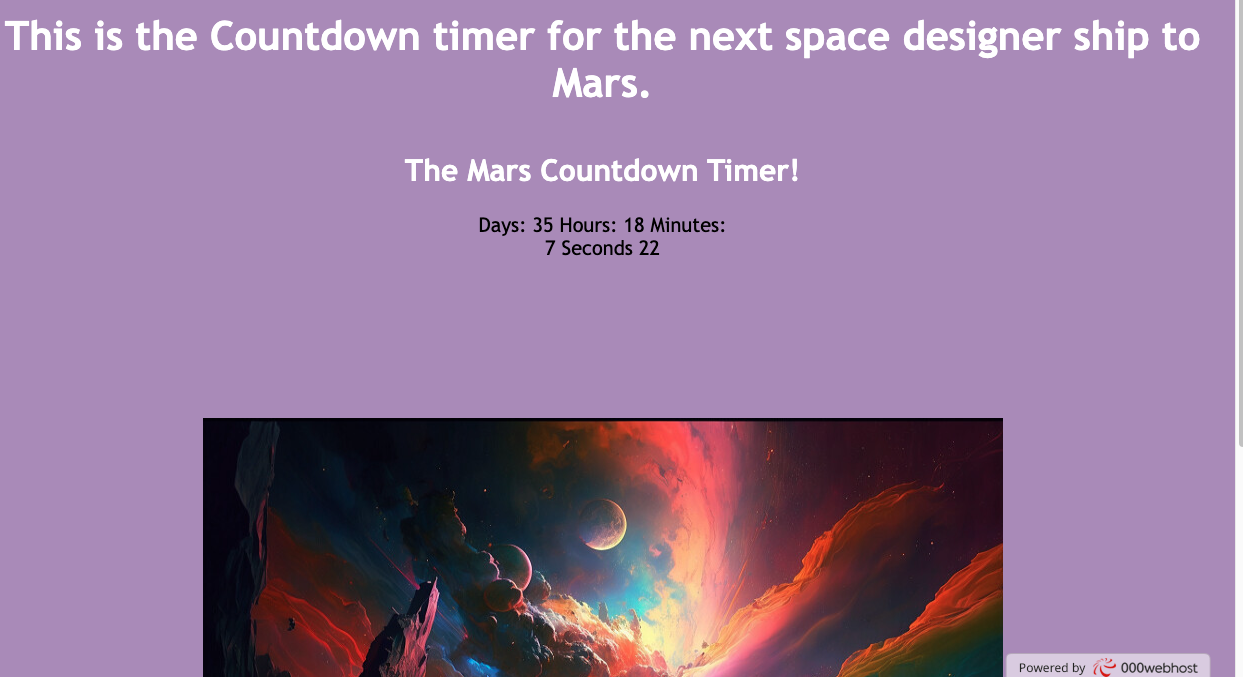 This is the Countdown timer for the next space designer ship to
Mars.
The Mars Countdown Timer!
Days: 35 Hours: 18 Minutes:
7 Seconds 22
Powered by 000webhost